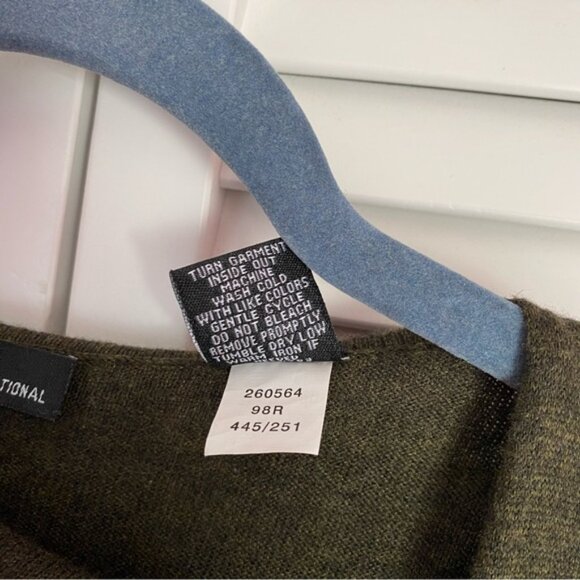 TURN GARMENT
INSIDE OUT
MACHINE
WASH COLD
WITH LIKE COLORS
GENTLE CYCLE
DO NOT BLEACH
REMOVE PROMPTLY
TUMBLE DRY LOW
WARM IRON IF
TIONAL
260564
98R
445/251